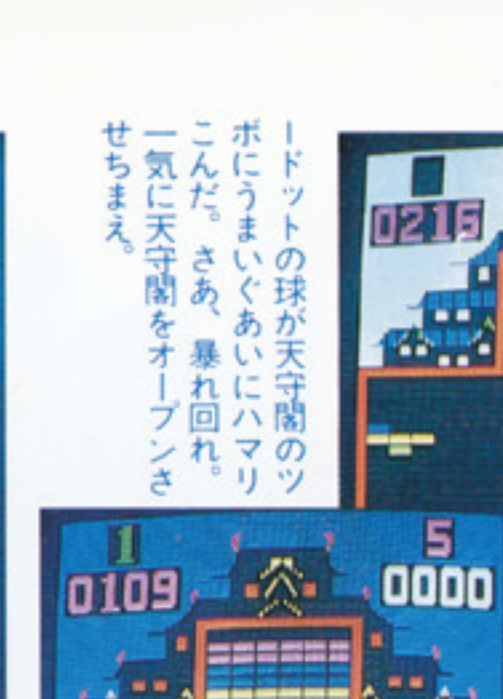 ードットの球が天守閣のツ
ボにうまいぐあいにハマリ
こんだ。さあ、暴れ回れ。
一気に天守閣をオープンさ
せちまえ。
0216
1
5
0109
0000